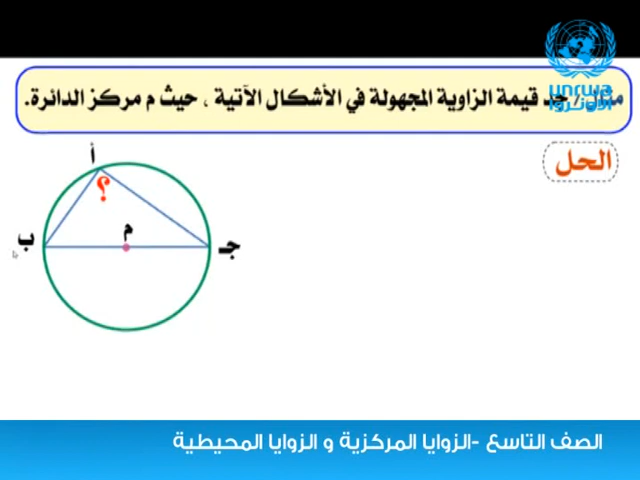 unrwa
الأونروا
مثال / جد قيمة الزاوية المجهولة في الأشكال الآتية ، حيث م مركز الدائرة.
الحل
أ
؟
م
ب
جـ
الصف التاسع -الزوايا المركزية و الزوايا المحيطية